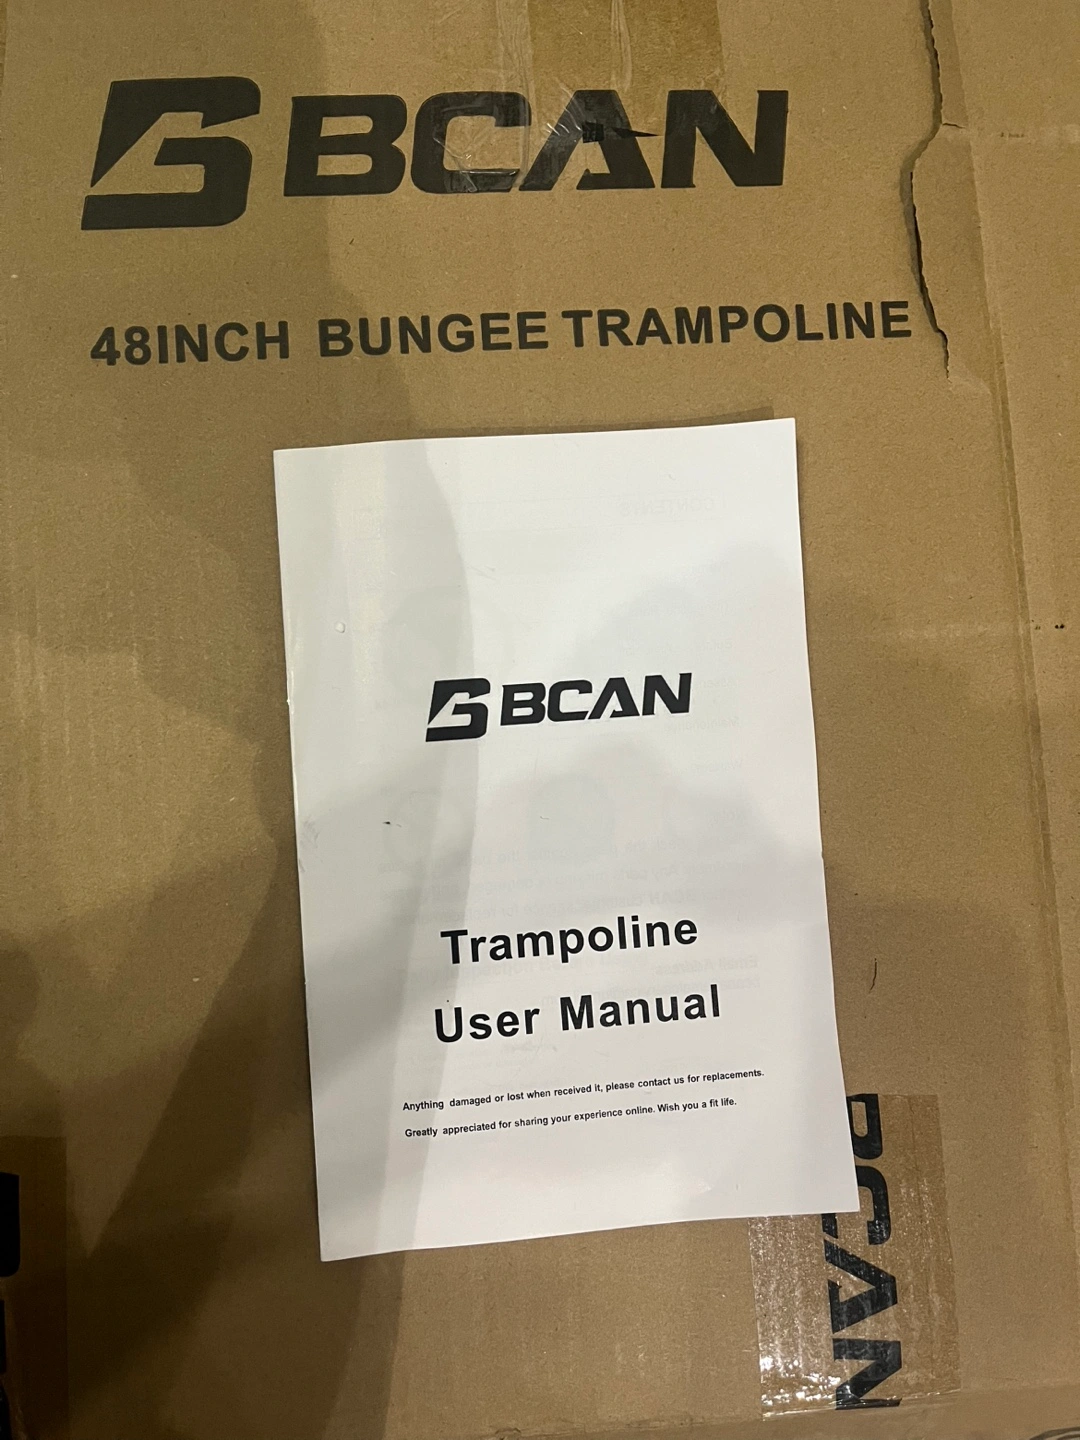 BCAN
48INCH BUNGEE TRAMPOLINE
BCAN
Trampoline
User Manual
Anything damaged or lost when received it, please contact us for replacements.
Greatly appreciated for sharing your experience online. Wish you a fit life.
BCAN